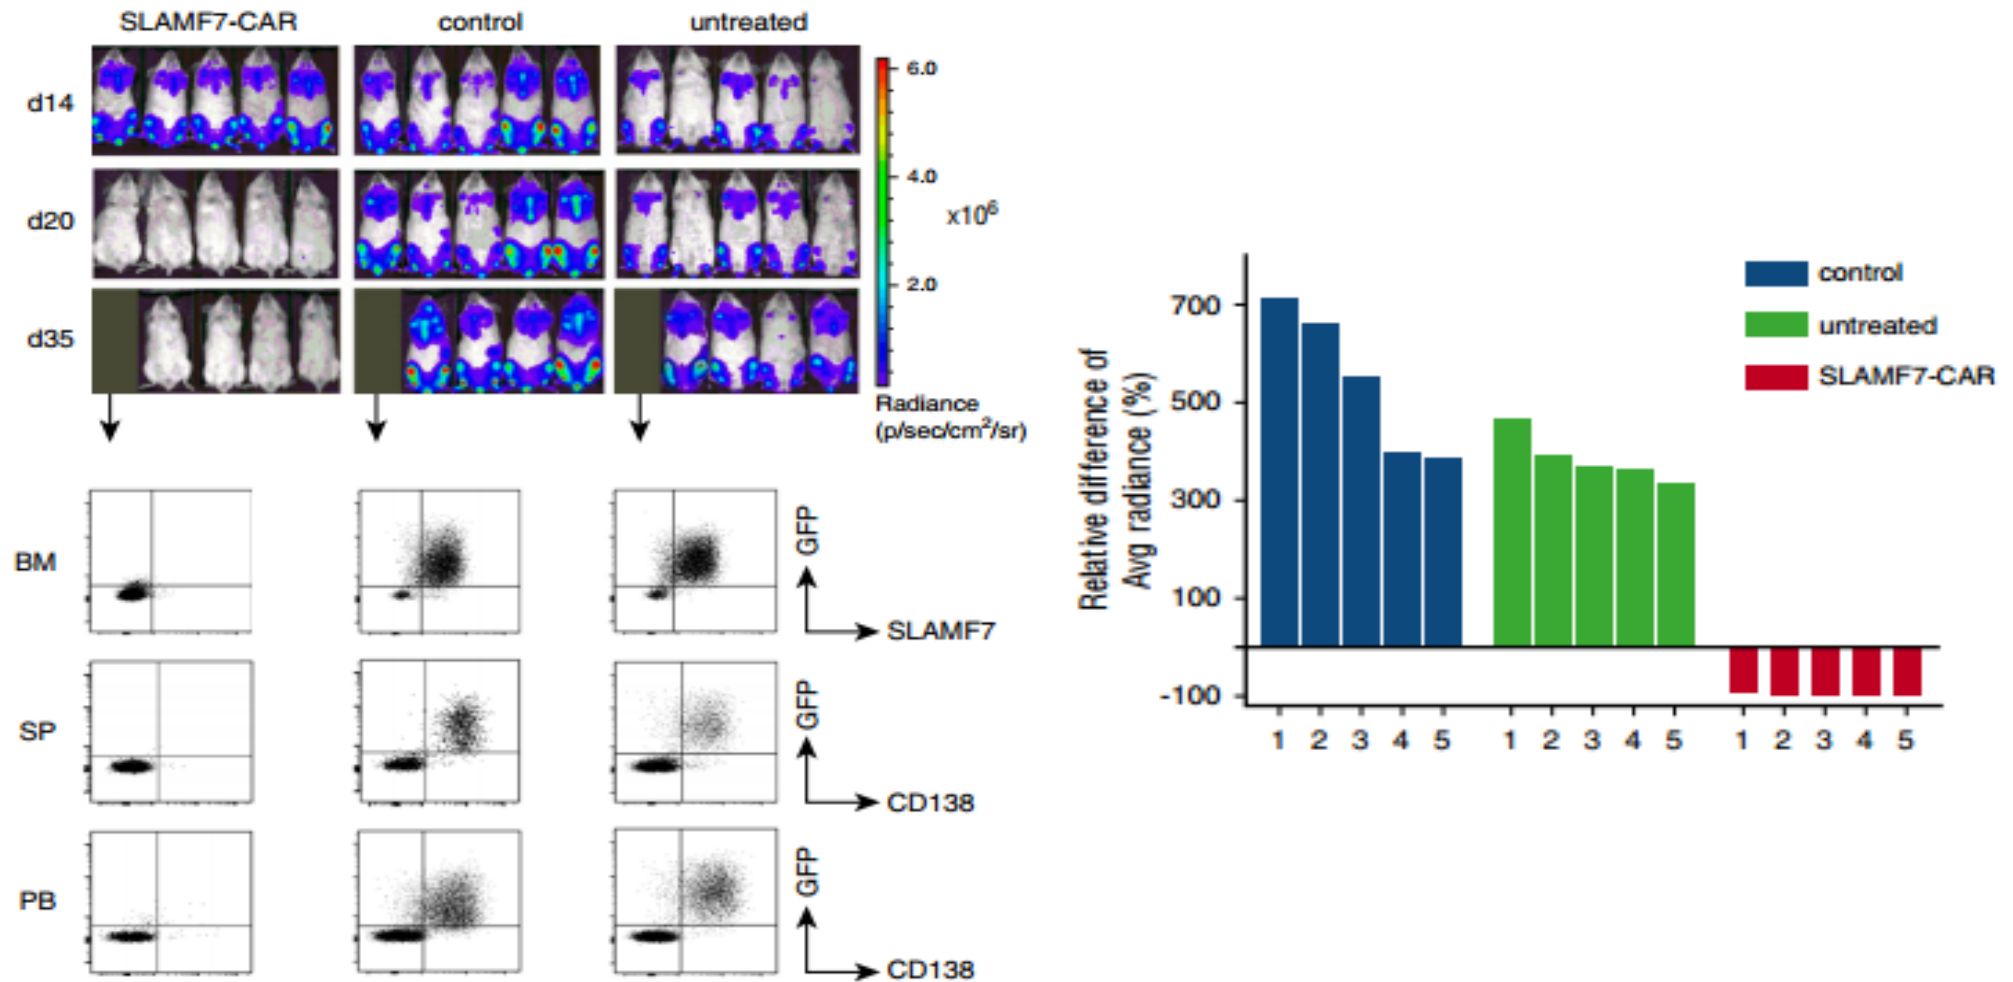 SLAMF7-CAR control untreated
d14
d20
d35
6.0
4.0
x10⁶
2.0
Radiance
(p/sec/cm²/sr)
BM
GFP
SLAMF7
SP
GFP
CD138
PB
GFP
CD138
control
untreated
SLAMF7-CAR
Relative difference of
Avg radiance (%)
700
500
300
100
-100
1 2 3 4 5 1 2 3 4 5 1 2 3 4 5